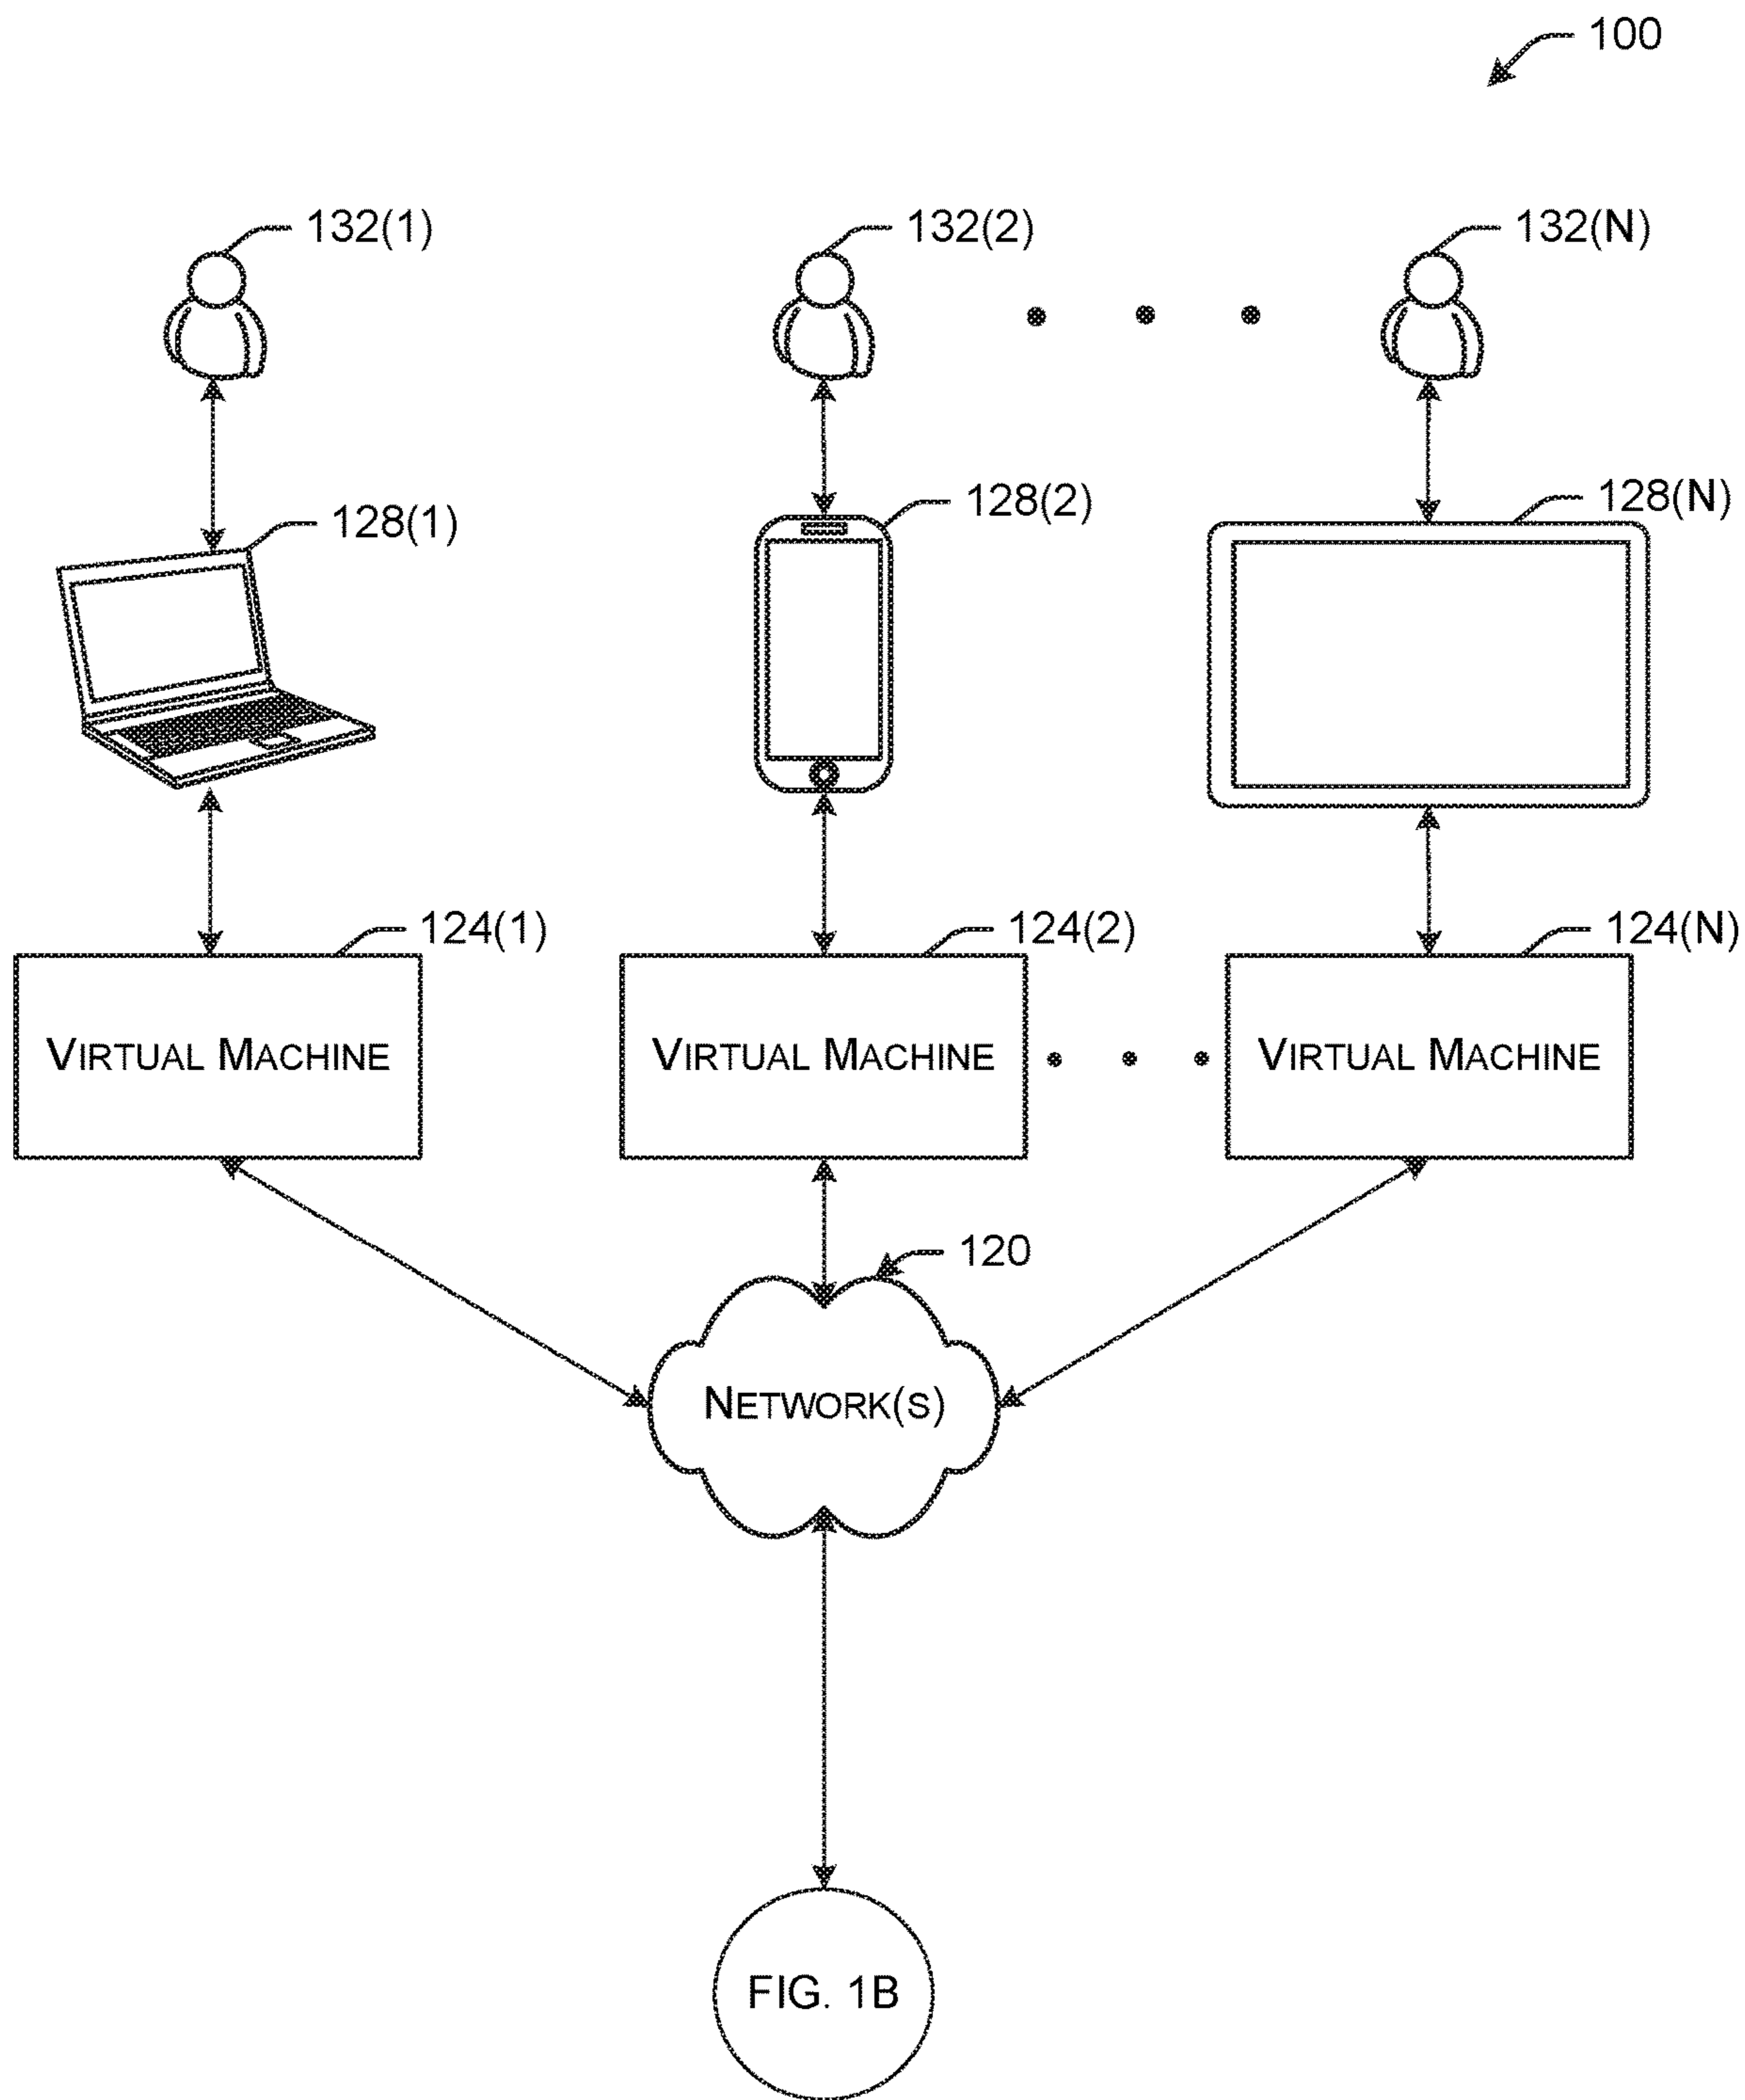 100
132(1)
132(2)
132(N)
128(1)
128(2)
128(N)
124(1)
124(2)
124(N)
VIRTUAL MACHINE
VIRTUAL MACHINE
VIRTUAL MACHINE
120
NETWORK(S)
FIG. 1B